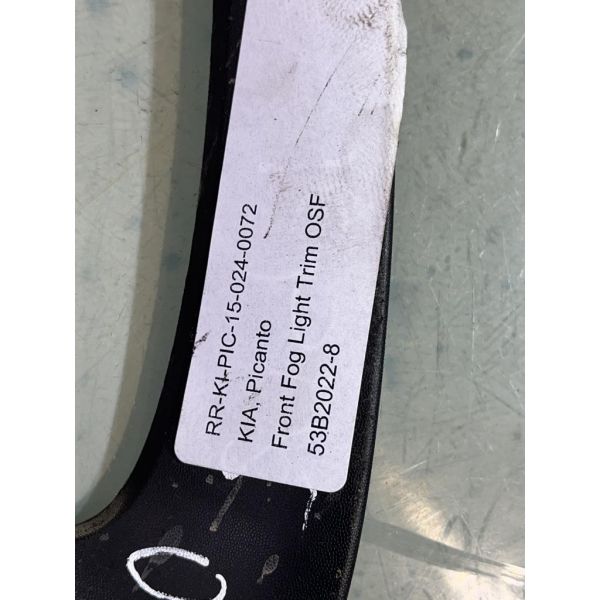 RR-KI-PIC-15-024-0072
KIA, Picanto
Front Fog Light Trim OSF
53B2022-8